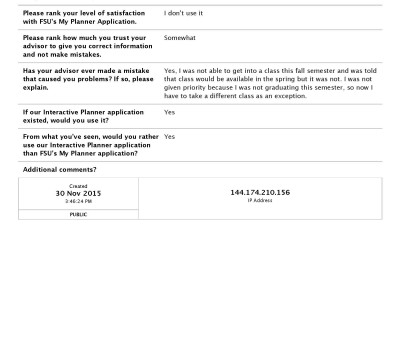 Please rank your level of satisfaction with FSU's My Planner Application.
I don't use it
Please rank how much you trust your advisor to give you correct information and not make mistakes.
Somewhat
Has your advisor ever made a mistake that caused you problems? If so, please explain.
Yes, I was not able to get into a class this fall semester and was told
that class would be available in the spring but it was not. I was not
given priority because I was not graduating this semester, so now I
have to take a different class as an exception.
If our Interactive Planner application existed, would you use it?
Yes
From what you've seen, would you rather use our Interactive Planner application than FSU's My Planner application?
Yes
Additional comments?
Created
30 Nov 2015
3:46:24 PM
PUBLIC
144.174.210.156
IP Address